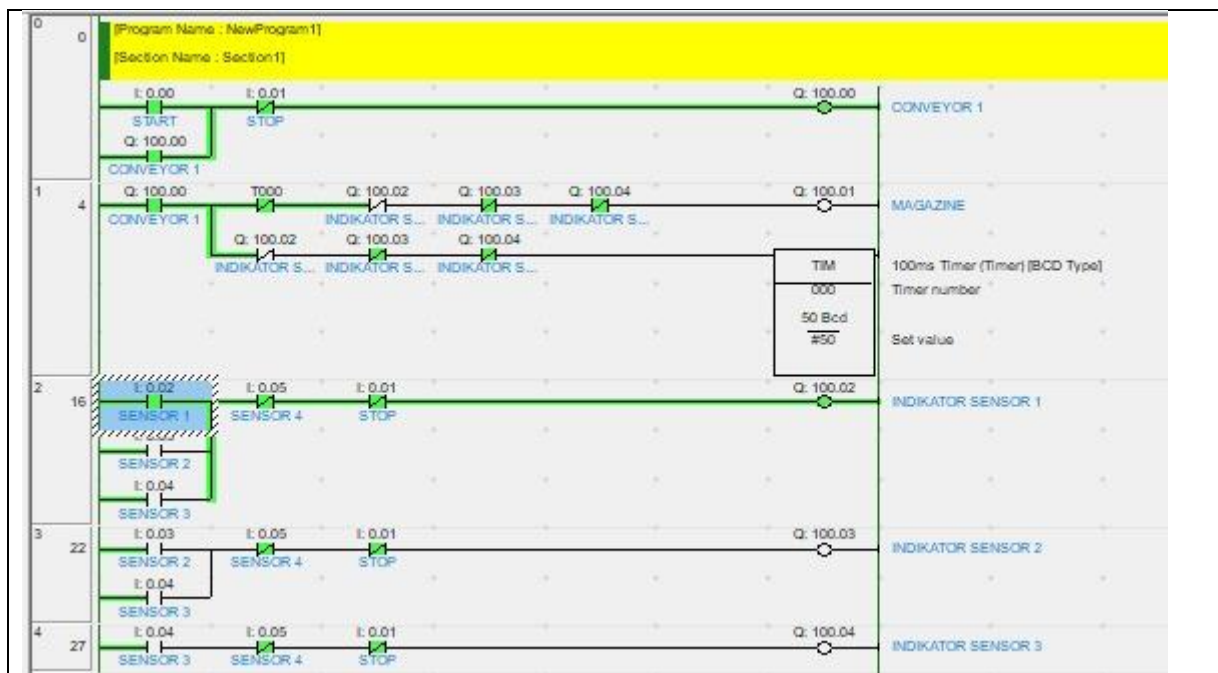 0
0
[Program Name : NewProgram1]
[Section Name : Section1]
I: 0.00 I: 0.01 Q: 100.00
START STOP CONVEYOR 1
Q: 100.00
CONVEYOR 1
1
4
Q: 100.00 T000 Q: 100.02 Q: 100.03 Q: 100.04 Q: 100.01
CONVEYOR 1 INDIKATOR S... INDIKATOR S... INDIKATOR S... MAGAZINE
Q: 100.02 Q: 100.03 Q: 100.04
INDIKATOR S... INDIKATOR S... INDIKATOR S...
TIM 100ms Timer (Timer) [BCD Type]
000 Timer number
50 Bcd
#50 Set value
2
16
I: 0.02 I: 0.05 I: 0.01 Q: 100.02
SENSOR 1 SENSOR 4 STOP INDIKATOR SENSOR 1
SENSOR 2
I: 0.04
SENSOR 3
3
22
I: 0.03 I: 0.05 I: 0.01 Q: 100.03
SENSOR 2 SENSOR 4 STOP INDIKATOR SENSOR 2
I: 0.04
SENSOR 3
4
27
I: 0.04 I: 0.05 I: 0.01 Q: 100.04
SENSOR 3 SENSOR 4 STOP INDIKATOR SENSOR 3